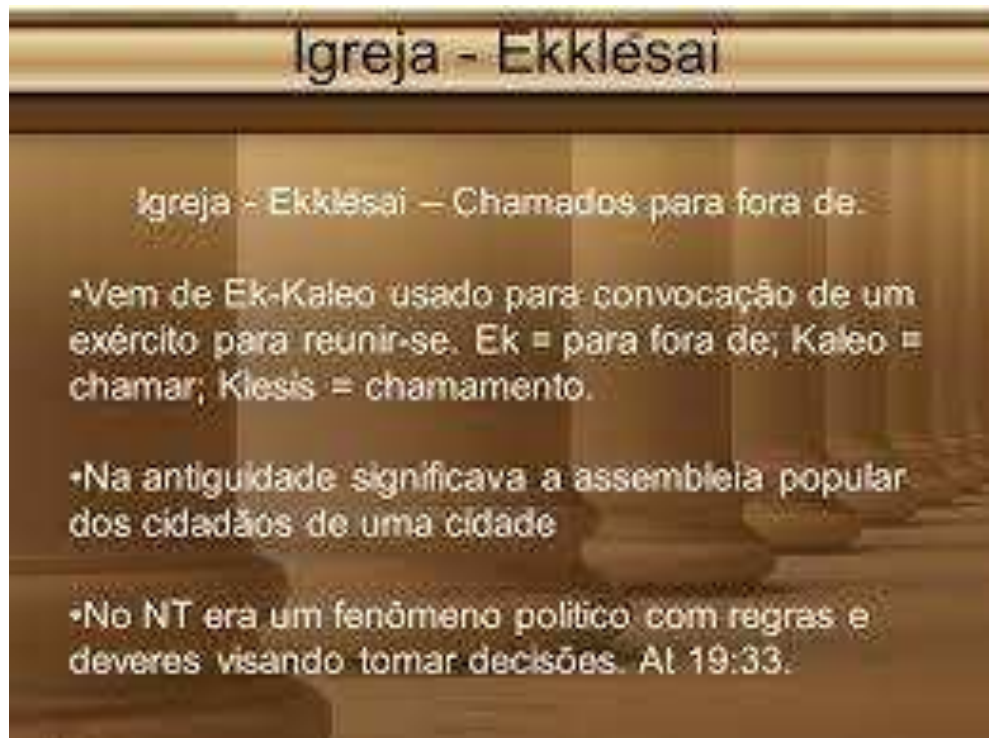 Igreja - Ekklésai
Igreja - Ekklésai – Chamados para fora de.
•Vem de Ek-Kaleo usado para convocação de um
exército para reunir-se. Ek = para fora de; Kaleo =
chamar; Klesis = chamamento.
•Na antiguidade significava a assembleia popular
dos cidadãos de uma cidade
•No NT era um fenômeno politico com regras e
deveres visando tomar decisões. At 19:33.